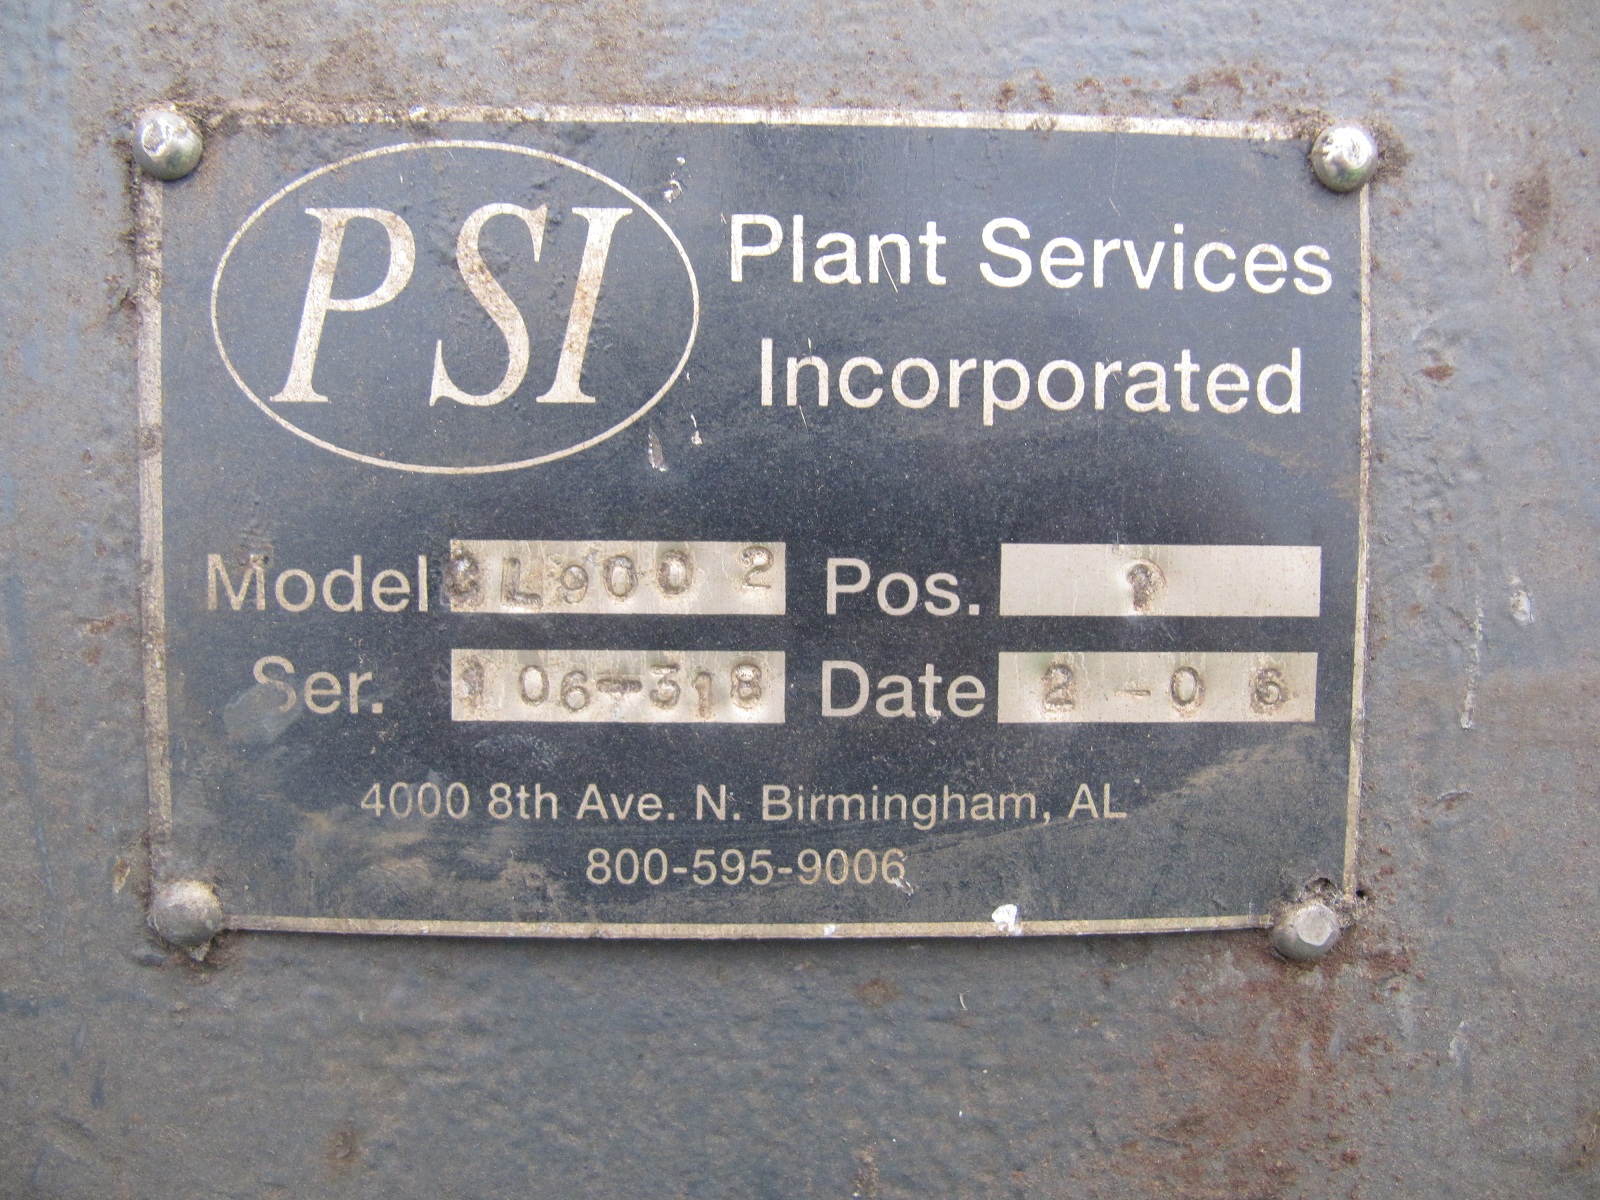 PSI
Plant Services
Incorporated
Model L900 2 Pos.
Ser. 106-318 Date 2-06
4000 8th Ave. N. Birmingham, AL
800-595-9006